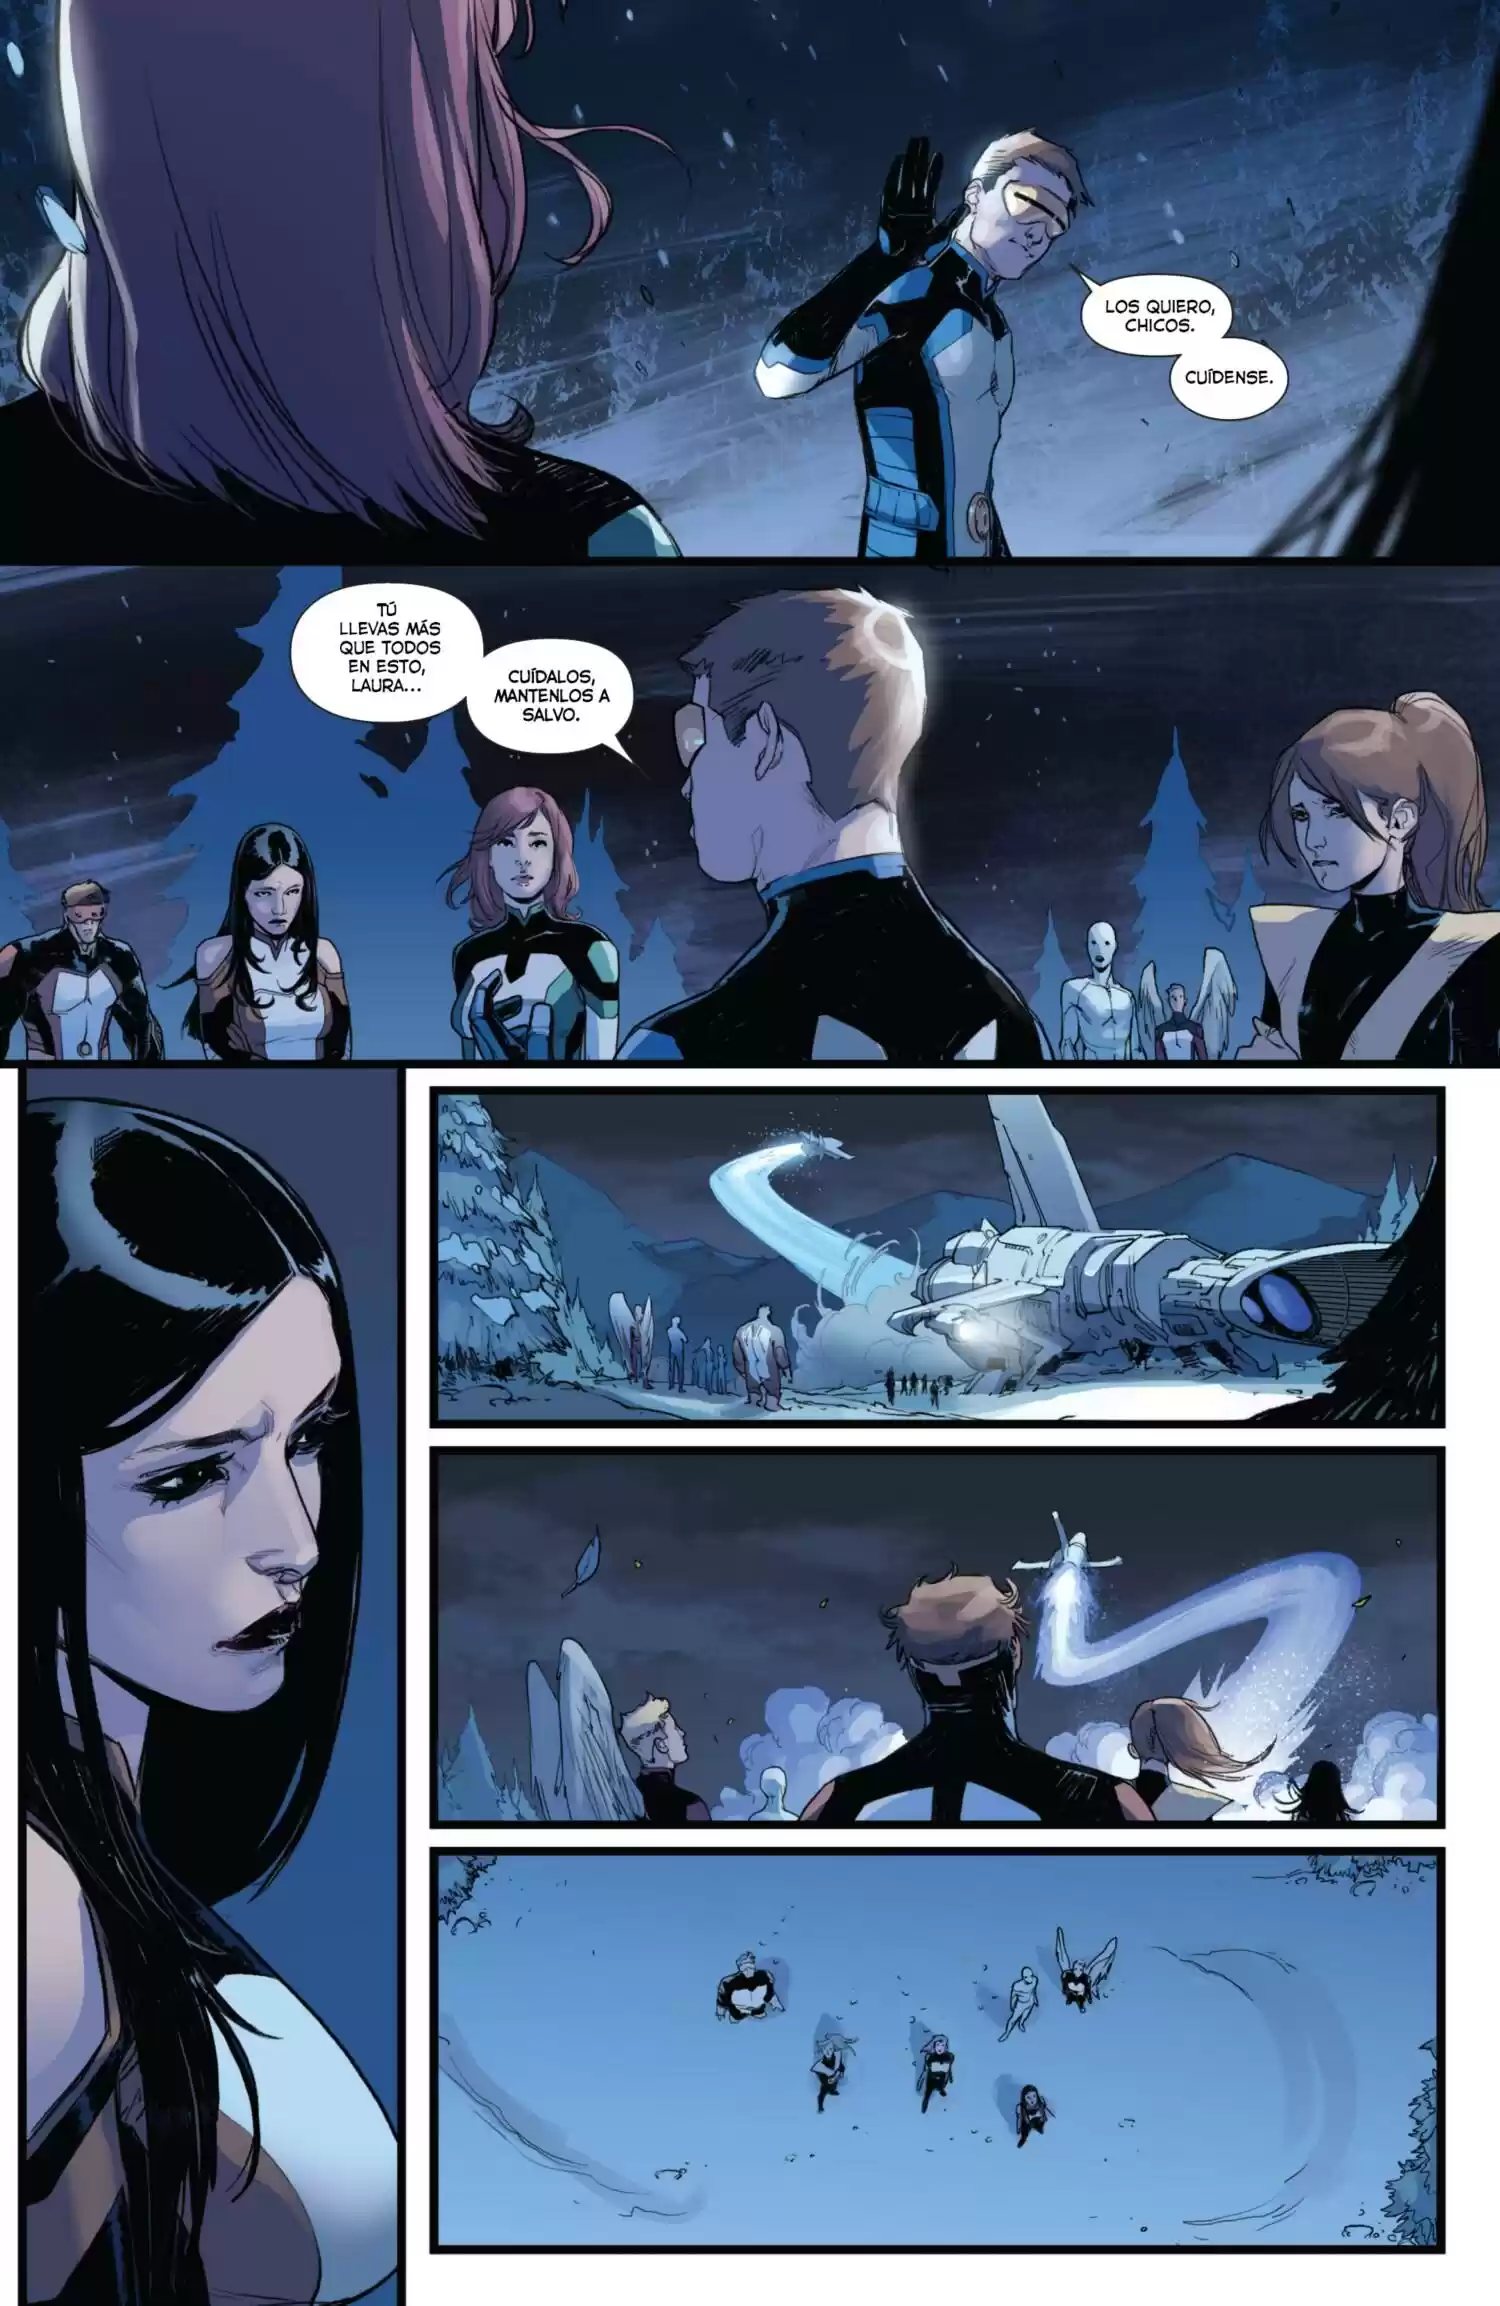 LOS QUIERO,
CHICOS.
CUÍDENSE.
TÚ
LLEVAS MÁS
QUE TODOS
EN ESTO,
LAURA...
CUÍDALOS,
MANTENLOS A
SALVO.